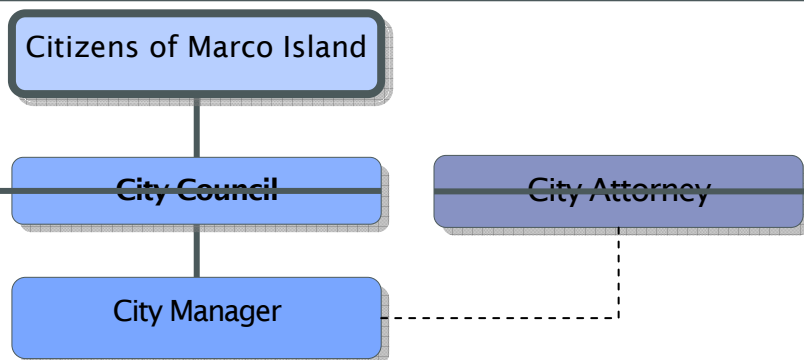 Citizens of Marco Island
City Council
City Attorney
City Manager